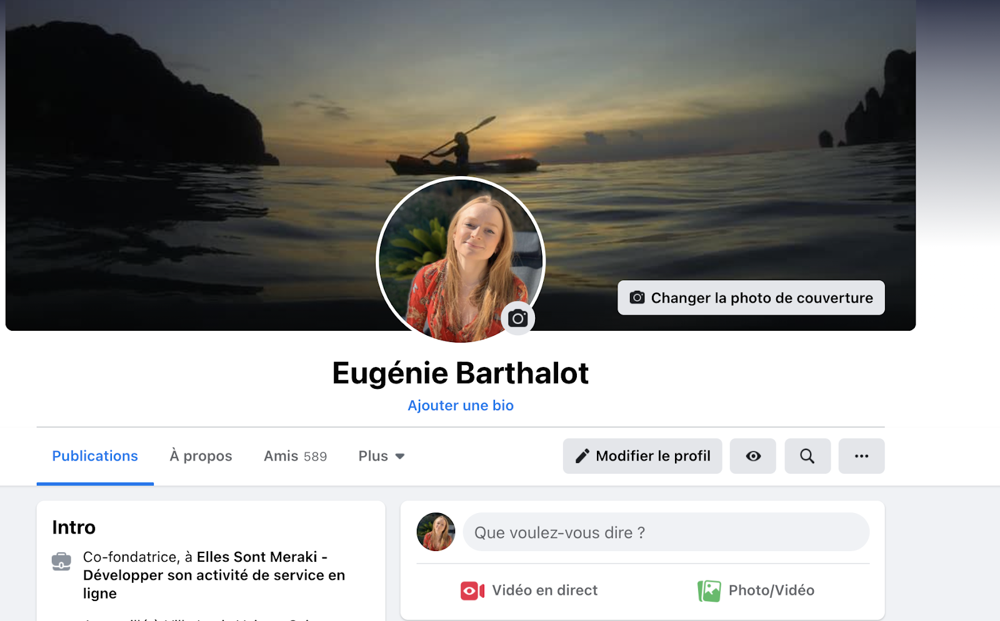 Changer la photo de couverture
Eugénie Barthalot
Ajouter une bio
Publications
À propos
Amis 589
Plus
Modifier le profil
Intro
Co-fondatrice, à Elles Sont Meraki -
Développer son activité de service en
ligne
Que voulez-vous dire ?
Vidéo en direct
Photo/Vidéo